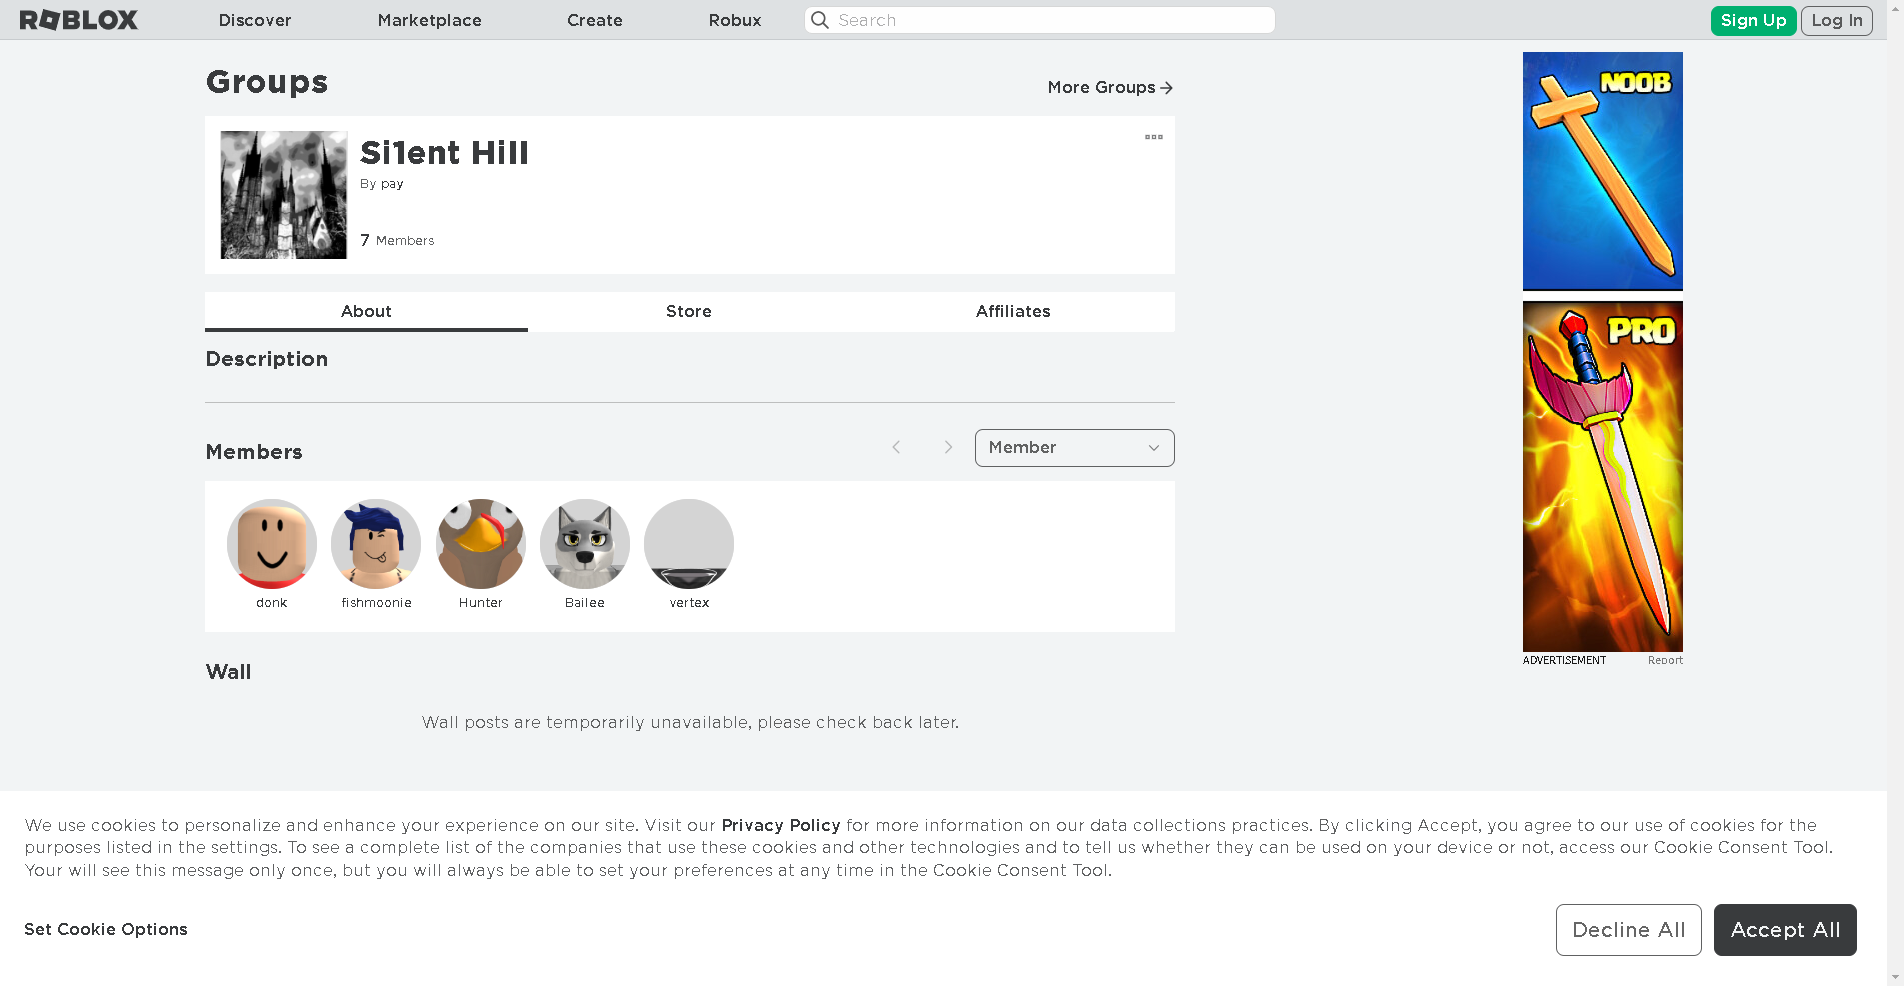 ROBLOX
Discover
Marketplace
Create
Robux
Search
Sign Up
Log In
Groups
More Groups
Si1ent Hill
By pay
7 Members
About
Store
Affiliates
Description
Members
Member
donk
fishmoonie
Hunter
Bailee
vertex
Wall
Wall posts are temporarily unavailable, please check back later.
NOOB
PRO
ADVERTISEMENT
Report
We use cookies to personalize and enhance your experience on our site. Visit our Privacy Policy for more information on our data collections practices. By clicking Accept, you agree to our use of cookies for the
purposes listed in the settings. To see a complete list of the companies that use these cookies and other technologies and to tell us whether they can be used on your device or not, access our Cookie Consent Tool.
Your will see this message only once, but you will always be able to set your preferences at any time in the Cookie Consent Tool.
Set Cookie Options
Decline All
Accept All